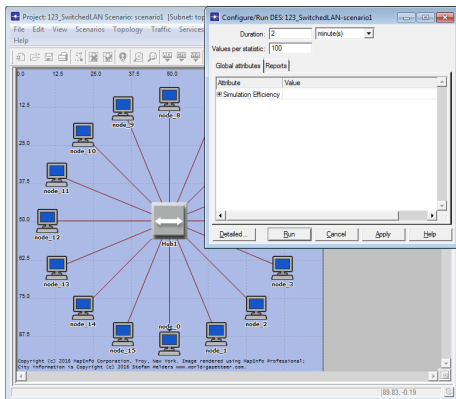 Project: 123_SwitchedLAN Scenario: scenario1 [Subnet: top
File Edit View Scenarios Topology Traffic Services
Help
0.0 12.5 25.0 37.5 50.0
12.5
25.0
37.5
50.0
62.5
75.0
87.5
node_8
node_9
node_10
node_11
node_12
Hub1
node_13
node_3
node_14
node_2
node_15
node_0
node_1
Copyright (c) 2016 MapInfo Corporation, Troy, New York. Image rendered using MapInfo Professional;
City information is Copyright (c) 2016 Stefan Helders www.world-gazetteer.com.
89.83, -0.19
Configure/Run DES: 123_SwitchedLAN-scenario1
Duration: 2 minute(s)
Values per statistic: 100
Global attributes Reports
Attribute Value
Simulation Efficiency
Detailed... Run Cancel Apply Help